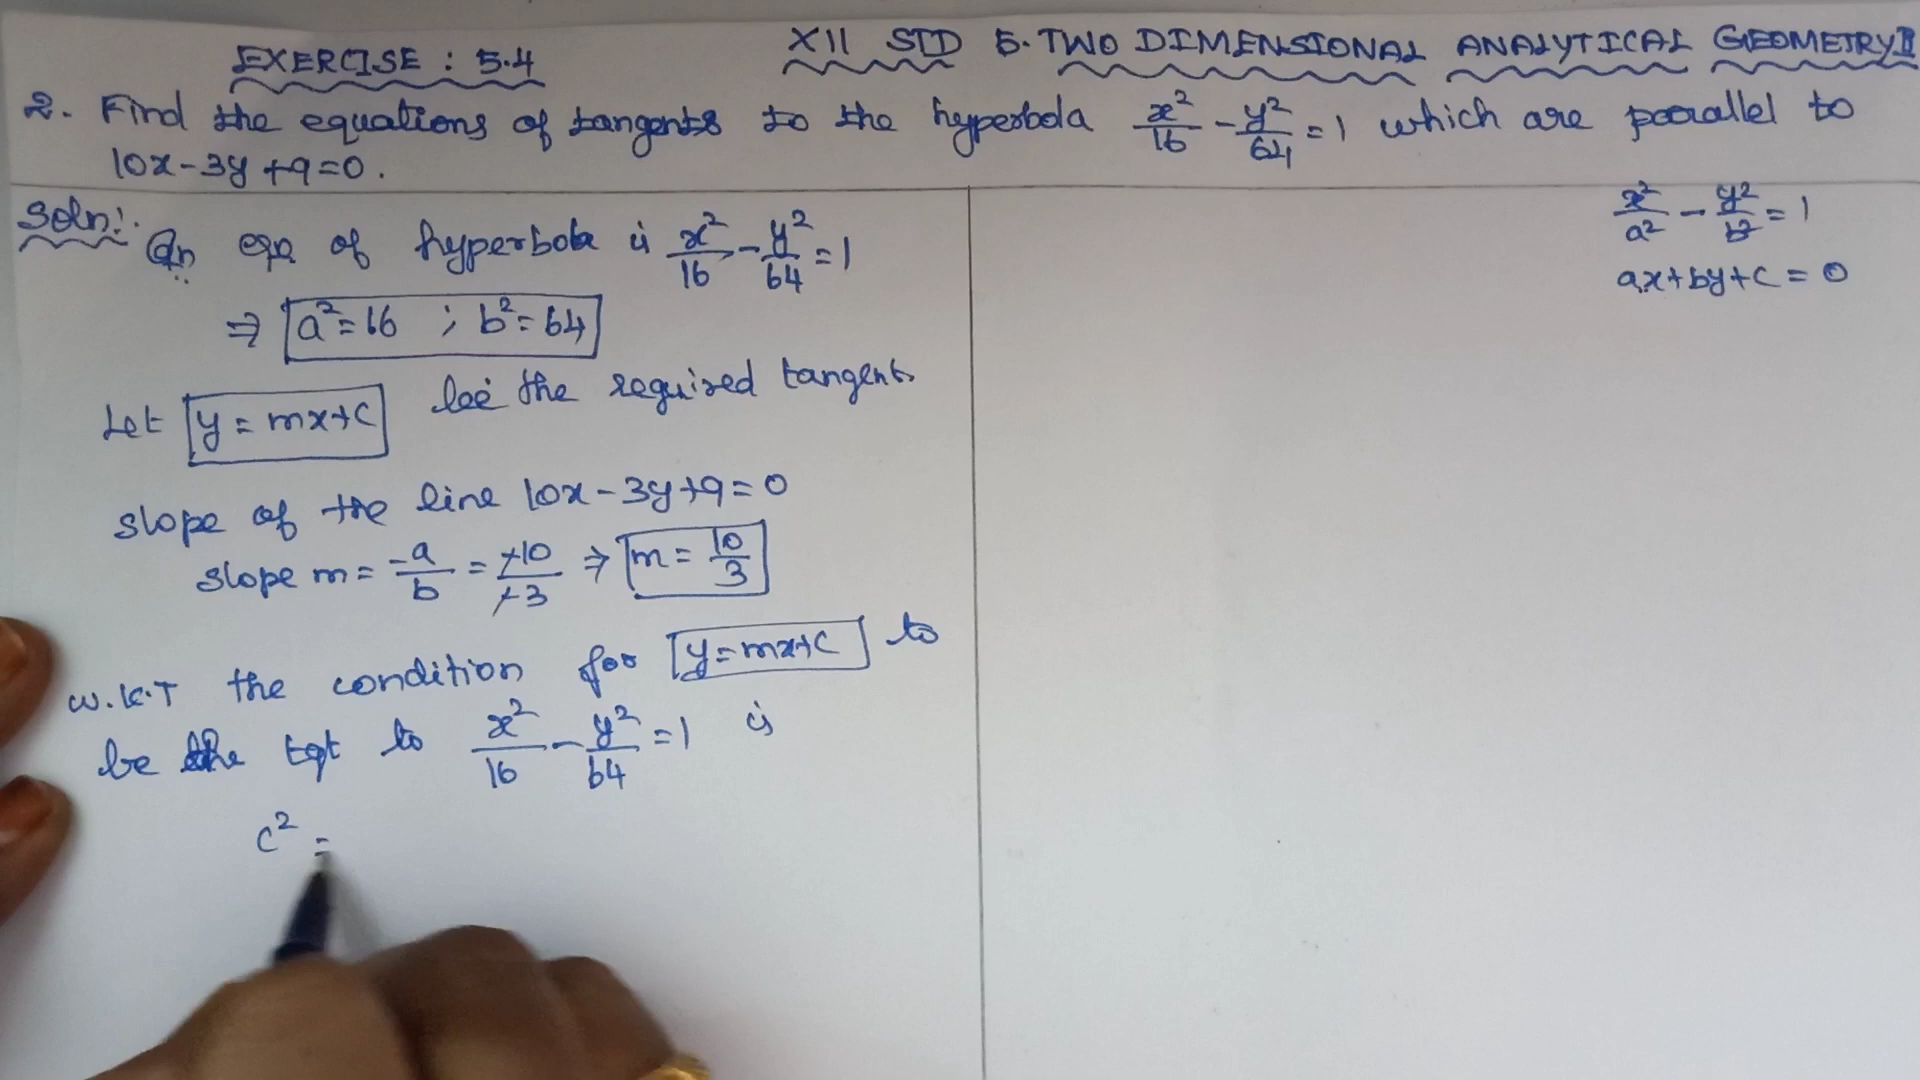 EXERCISE : 5.4
XII STD 5. TWO DIMENSIONAL ANALYTICAL GEOMETRY II
2. Find the equations of tangents to the hyperbola x²/16 - y²/64 = 1 which are parallel to
10x - 3y + 9 = 0.
Soln:
Gn eqn of hyperbola is x²/16 - y²/64 = 1
⇒ a² = 16 ; b² = 64
Let y = mx + c be the required tangents
slope of the line 10x - 3y + 9 = 0
slope m = -a/b = -10/-3 ⇒ m = 10/3
W.K.T the condition for y = mx + c to
be the tgt to x²/16 - y²/64 = 1 is
c² =
x²/a² - y²/b² = 1
ax + by + c = 0